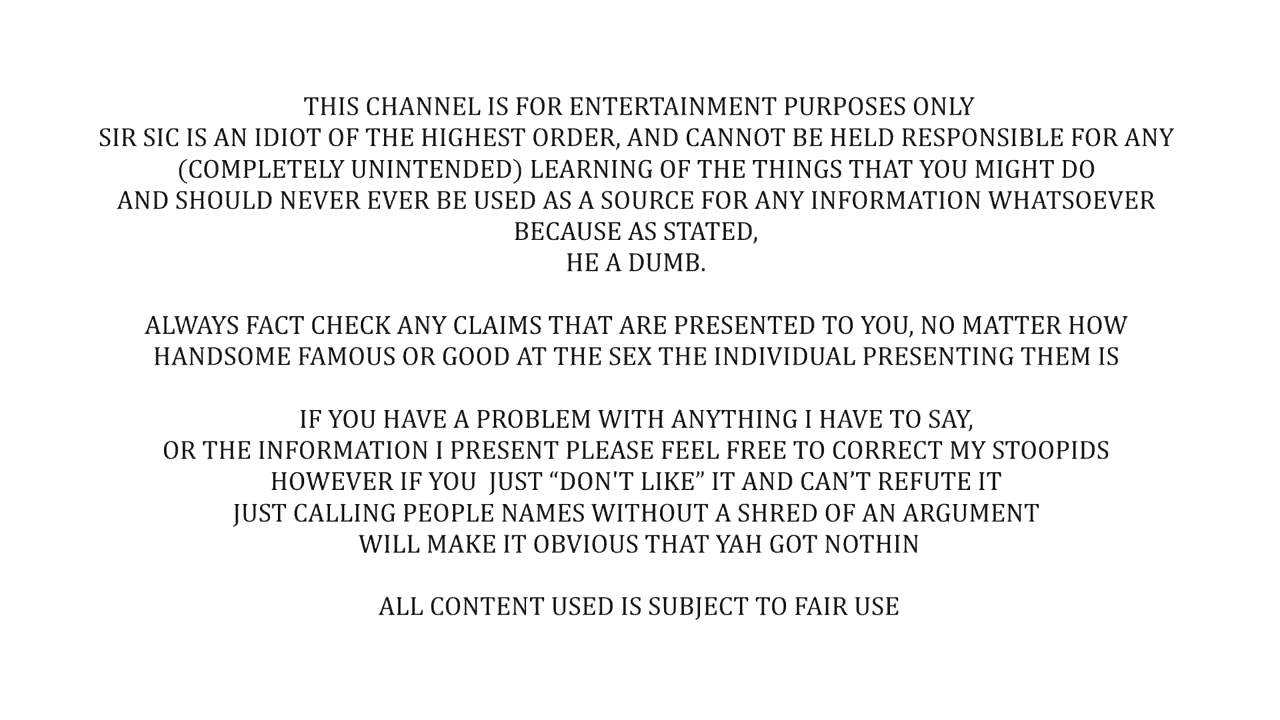 THIS CHANNEL IS FOR ENTERTAINMENT PURPOSES ONLY
SIR SIC IS AN IDIOT OF THE HIGHEST ORDER, AND CANNOT BE HELD RESPONSIBLE FOR ANY
(COMPLETELY UNINTENDED) LEARNING OF THE THINGS THAT YOU MIGHT DO
AND SHOULD NEVER EVER BE USED AS A SOURCE FOR ANY INFORMATION WHATSOEVER
BECAUSE AS STATED,
HE A DUMB.
ALWAYS FACT CHECK ANY CLAIMS THAT ARE PRESENTED TO YOU, NO MATTER HOW
HANDSOME FAMOUS OR GOOD AT THE SEX THE INDIVIDUAL PRESENTING THEM IS
IF YOU HAVE A PROBLEM WITH ANYTHING I HAVE TO SAY,
OR THE INFORMATION I PRESENT PLEASE FEEL FREE TO CORRECT MY STOOPIDS
HOWEVER IF YOU  JUST “DON'T LIKE” IT AND CAN’T REFUTE IT
JUST CALLING PEOPLE NAMES WITHOUT A SHRED OF AN ARGUMENT
WILL MAKE IT OBVIOUS THAT YAH GOT NOTHIN
ALL CONTENT USED IS SUBJECT TO FAIR USE